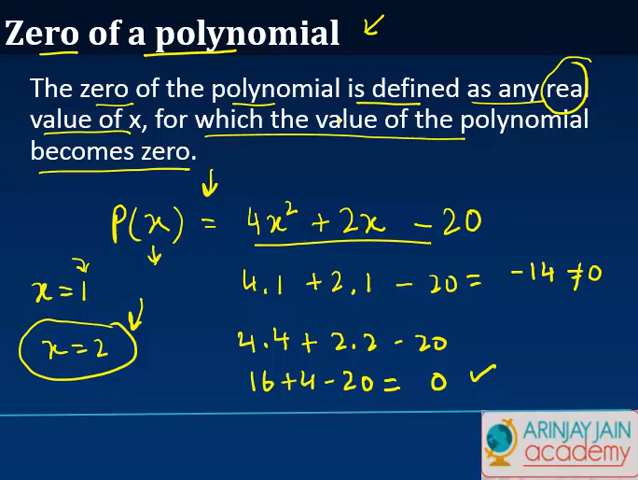 Zero of a polynomial
The zero of the polynomial is defined as any real
value of x, for which the value of the polynomial
becomes zero.
P(x) = 4x² + 2x - 20
x = 1
4.1 + 2.1 - 20 = -14 ≠ 0
x = 2
4.4 + 2.2 - 20
16 + 4 - 20 = 0 ✓
ARINJAY JAIN
academy